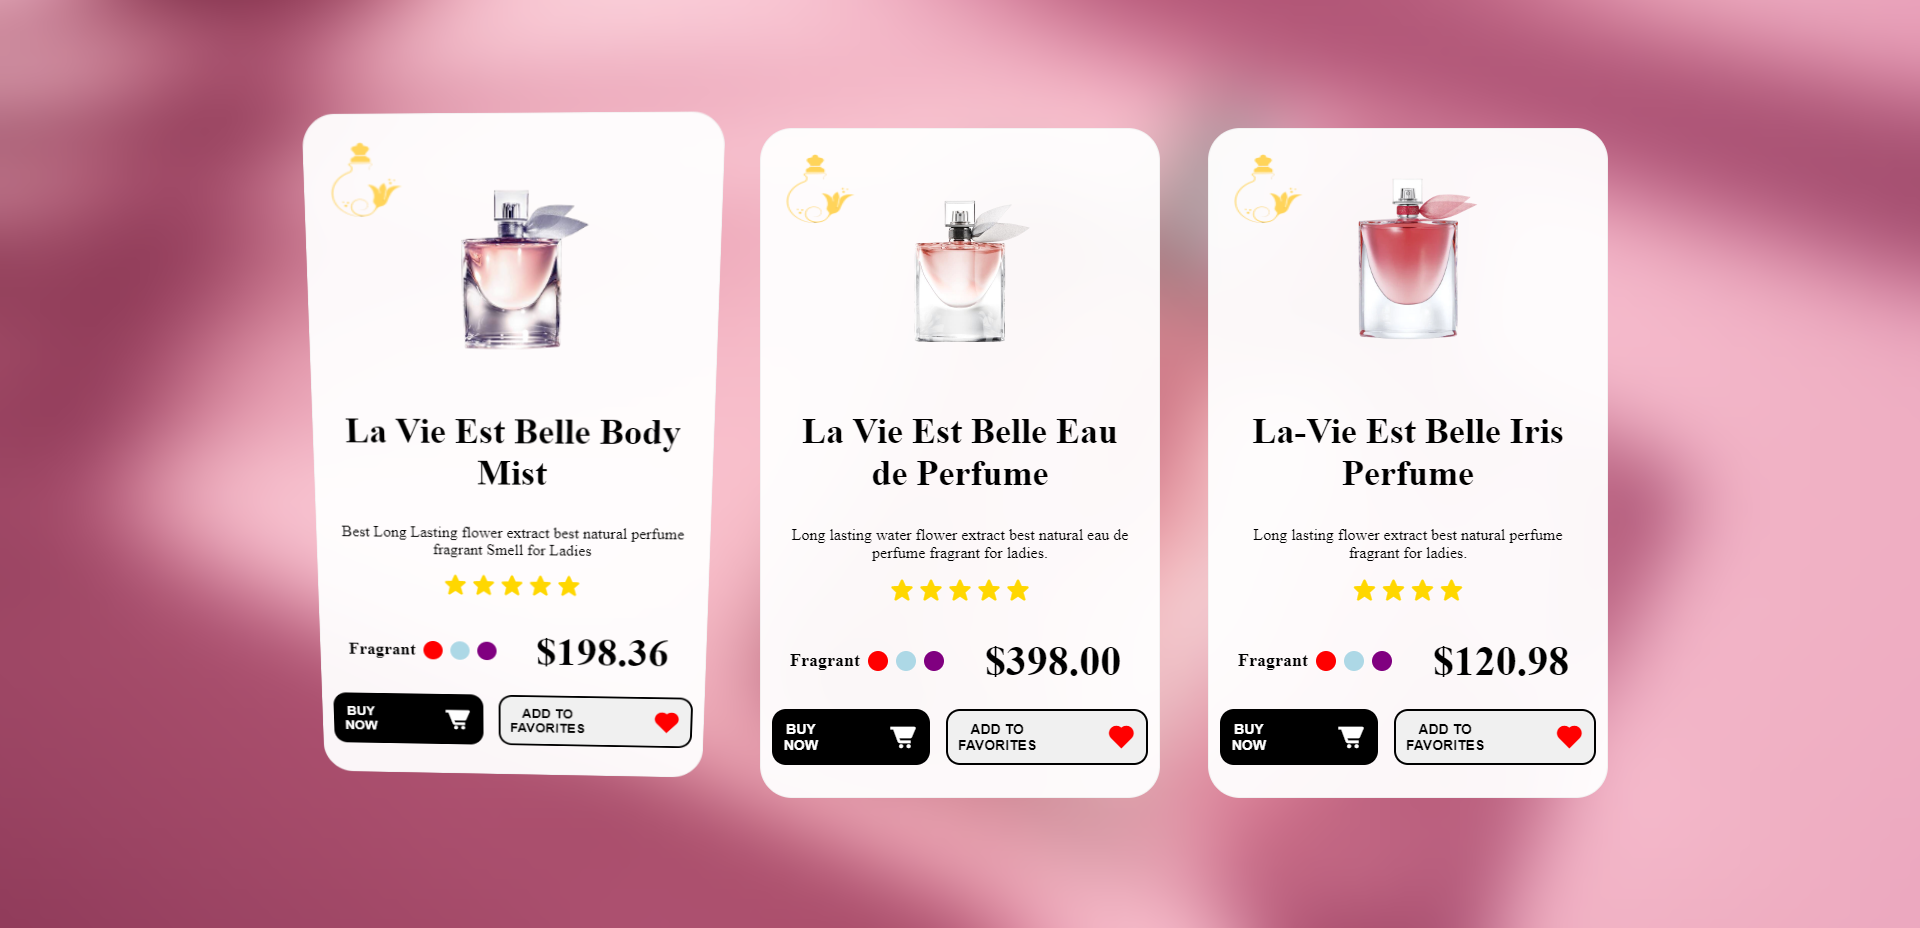 La Vie Est Belle Body
Mist
Best Long Lasting flower extract best natural perfume
fragrant Smell for Ladies
Fragrant
$198.36
BUY
NOW
ADD TO
FAVORITES
La Vie Est Belle Eau
de Perfume
Long lasting water flower extract best natural eau de
perfume fragrant for ladies.
Fragrant
$398.00
BUY
NOW
ADD TO
FAVORITES
La-Vie Est Belle Iris
Perfume
Long lasting flower extract best natural perfume
fragrant for ladies.
Fragrant
$120.98
BUY
NOW
ADD TO
FAVORITES